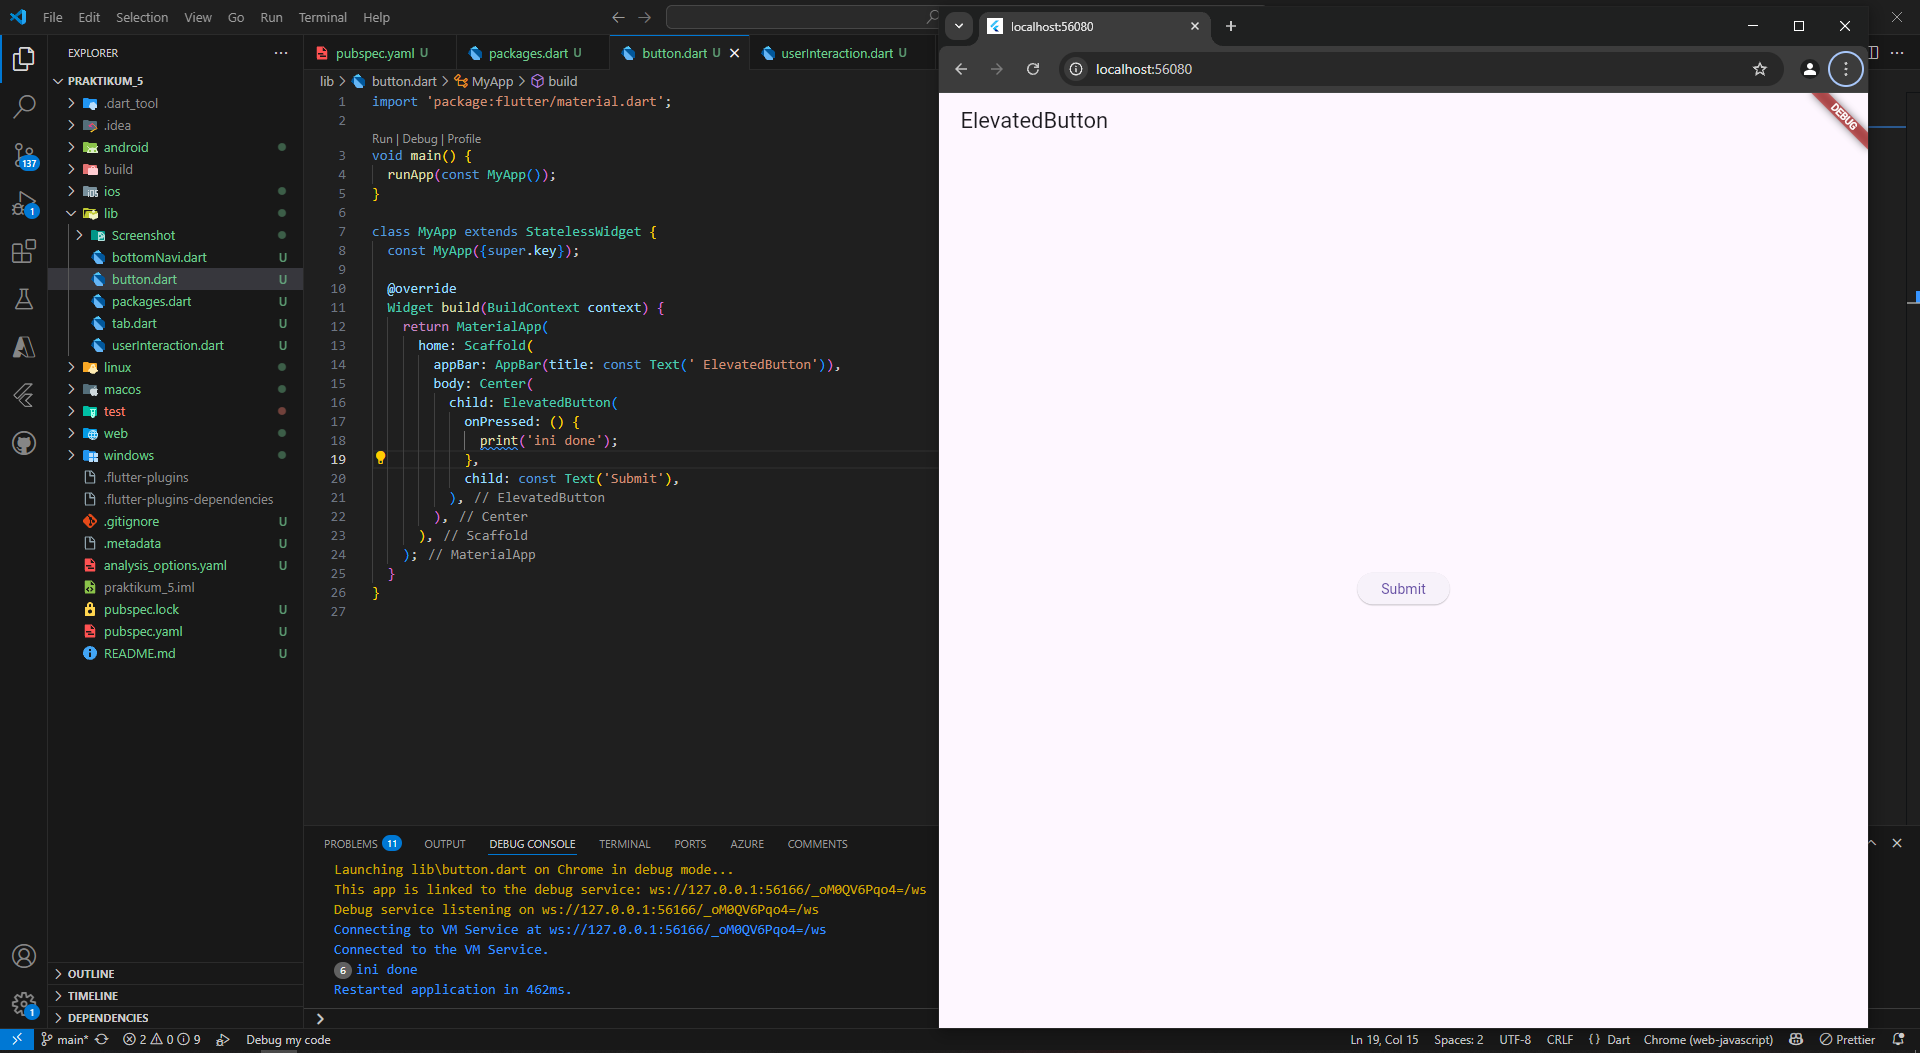 File Edit Selection View Go Run Terminal Help
EXPLORER
PRAKTIKUM_5
.dart_tool
.idea
android
build
ios
lib
Screenshot
bottomNavi.dart U
button.dart U
packages.dart U
tab.dart U
userInteraction.dart U
linux
macos
test
web
windows
.flutter-plugins
.flutter-plugins-dependencies
.gitignore U
.metadata U
analysis_options.yaml U
praktikum_5.iml
pubspec.lock U
pubspec.yaml U
README.md U
OUTLINE
TIMELINE
DEPENDENCIES
137
1
1
pubspec.yaml U packages.dart U button.dart U userInteraction.dart U
lib > button.dart > MyApp > build
1 import 'package:flutter/material.dart';
2
Run | Debug | Profile
3 void main() {
4 runApp(const MyApp());
5 }
6
7 class MyApp extends StatelessWidget {
8 const MyApp({super.key});
9
10 @override
11 Widget build(BuildContext context) {
12 return MaterialApp(
13 home: Scaffold(
14 appBar: AppBar(title: const Text(' ElevatedButton')),
15 body: Center(
16 child: ElevatedButton(
17 onPressed: () {
18 print('ini done');
19 },
20 child: const Text('Submit'),
21 ), // ElevatedButton
22 ), // Center
23 ), // Scaffold
24 ); // MaterialApp
25 }
26 }
27
PROBLEMS 11 OUTPUT DEBUG CONSOLE TERMINAL PORTS AZURE COMMENTS
Launching lib\button.dart on Chrome in debug mode...
This app is linked to the debug service: ws://127.0.0.1:56166/_oM0QV6Pqo4=/ws
Debug service listening on ws://127.0.0.1:56166/_oM0QV6Pqo4=/ws
Connecting to VM Service at ws://127.0.0.1:56166/_oM0QV6Pqo4=/ws
Connected to the VM Service.
6 ini done
Restarted application in 462ms.
localhost:56080
localhost:56080
ElevatedButton
DEBUG
Submit
main* 2 0 9 Debug my code Ln 19, Col 15 Spaces: 2 UTF-8 CRLF {} Dart Chrome (web-javascript) Prettier